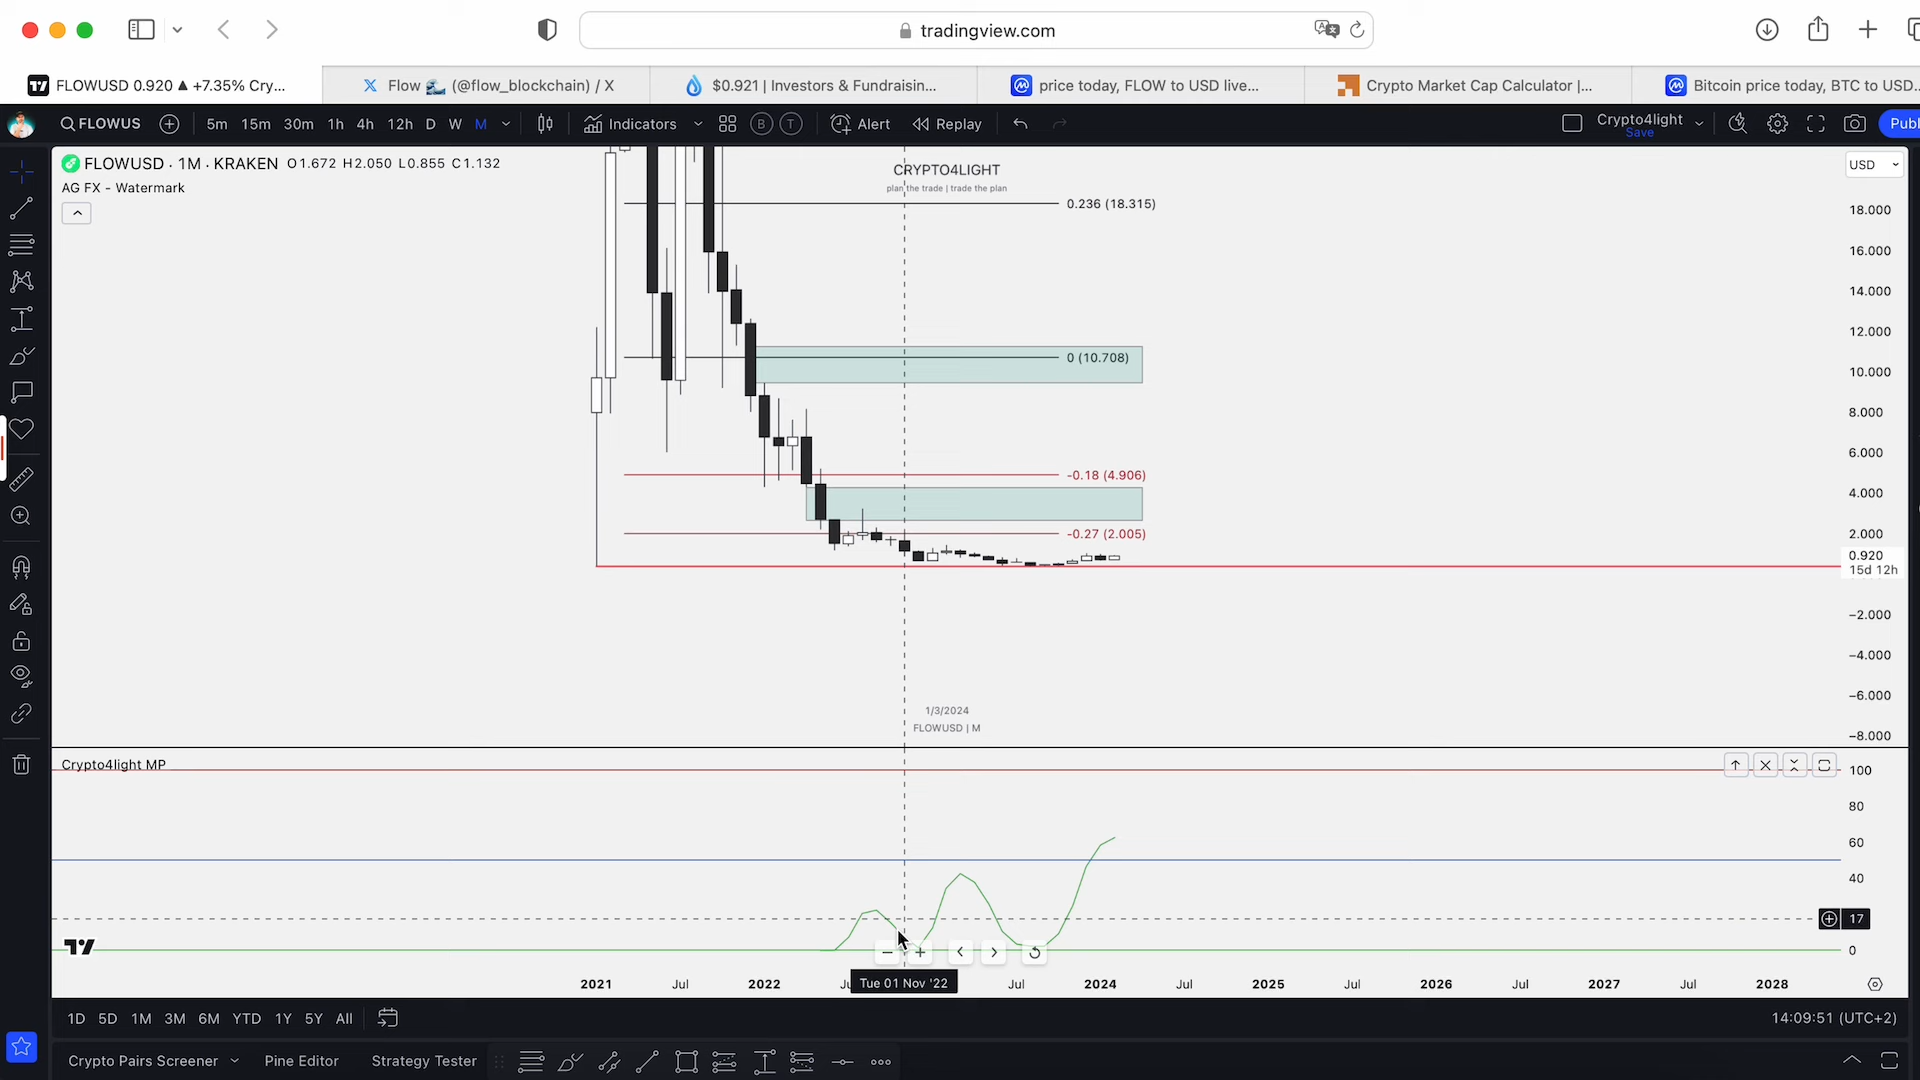 tradingview.com
FLOWUSD 0.920 ▲ +7.35% Cry...
Flow 🌊 (@flow_blockchain) / X
$0.921 | Investors & Fundraisin...
price today, FLOW to USD live...
Crypto Market Cap Calculator |...
Bitcoin price today, BTC to USD...
FLOWUS
5m 15m 30m 1h 4h 12h D W M
Indicators
B T
Alert
Replay
Crypto4light
Save
Publ
FLOWUSD · 1M · KRAKEN O1.672 H2.050 L0.855 C1.132
AG FX - Watermark
CRYPTO4LIGHT
plan the trade | trade the plan
USD
0.236 (18.315)
0 (10.708)
-0.18 (4.906)
-0.27 (2.005)
18.000
16.000
14.000
12.000
10.000
8.000
6.000
4.000
2.000
0.920
15d 12h
−2.000
−4.000
−6.000
−8.000
1/3/2024
FLOWUSD | M
Crypto4light MP
100
80
60
40
17
0
2021 Jul 2022 Tue 01 Nov '22 Jul 2024 Jul 2025 Jul 2026 Jul 2027 Jul 2028
1D 5D 1M 3M 6M YTD 1Y 5Y All
14:09:51 (UTC+2)
Crypto Pairs Screener
Pine Editor
Strategy Tester